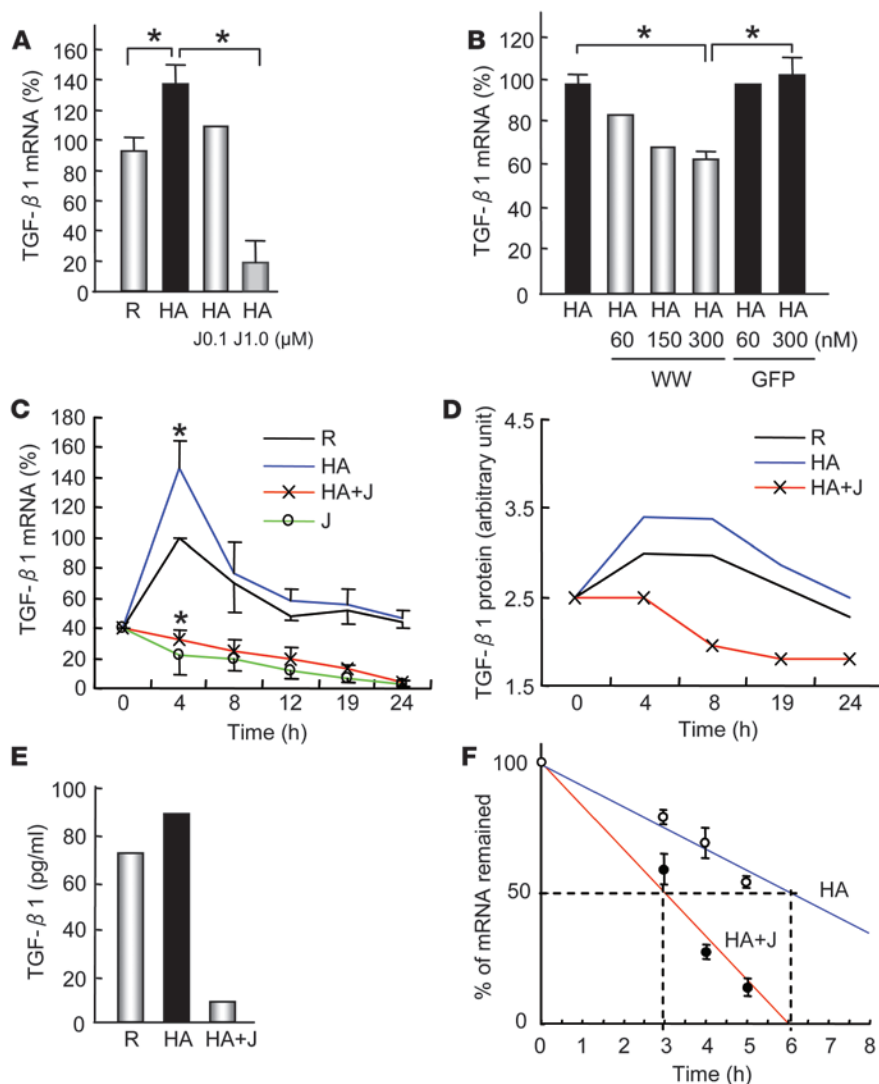 A
TGF-β1 mRNA (%)
160
140
120
100
80
60
40
20
0
*
*
R HA HA HA
J0.1 J1.0 (μM)
B
TGF-β1 mRNA (%)
120
100
80
60
40
20
0
*
*
HA HA HA HA HA HA
60 150 300 60 300 (nM)
WW GFP
C
TGF-β1 mRNA (%)
180
160
140
120
100
80
60
40
20
0
*
*
R
HA
HA+J
J
0 4 8 12 19 24
Time (h)
D
TGF-β1 protein (arbitrary unit)
4.5
3.5
2.5
1.5
R
HA
HA+J
0 4 8 19 24
Time (h)
E
TGF-β1 (pg/ml)
100
80
60
40
20
0
R HA HA+J
F
% of mRNA remained
100
50
0
HA
HA+J
0 1 2 3 4 5 6 7 8
Time (h)